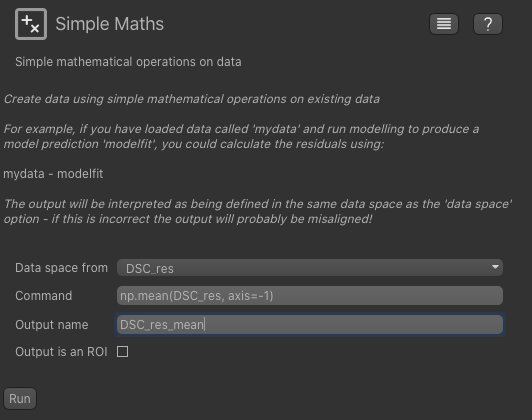 Simple Maths
?
Simple mathematical operations on data
Create data using simple mathematical operations on existing data
For example, if you have loaded data called 'mydata' and run modelling to produce a
model prediction 'modelfit', you could calculate the residuals using:
mydata - modelfit
The output will be interpreted as being defined in the same data space as the 'data space'
option - if this is incorrect the output will probably be misaligned!
Data space from DSC_res
Command np.mean(DSC_res, axis=-1)
Output name DSC_res_mean
Output is an ROI
Run